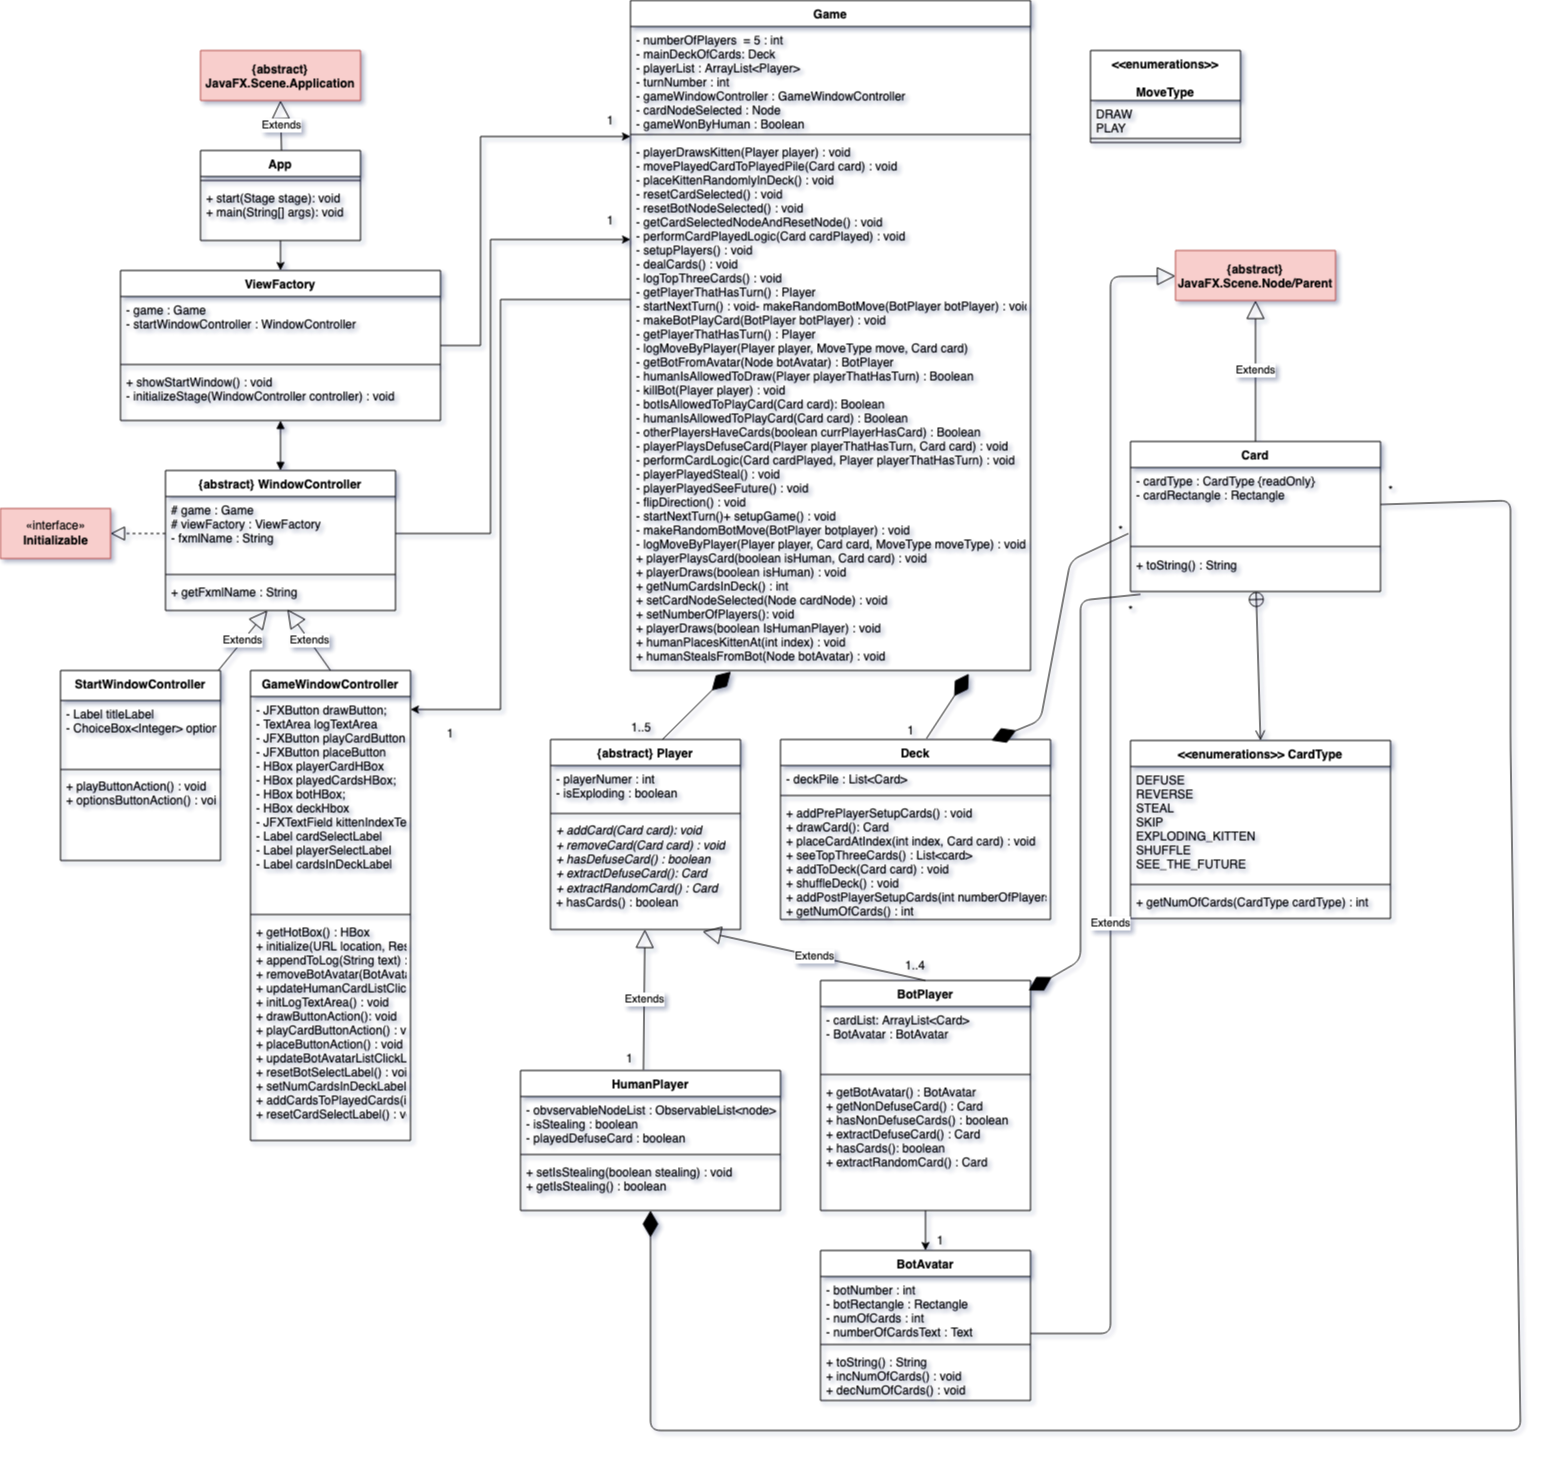 Game
- numberOfPlayers = 5 : int
- mainDeckOfCards: Deck
- playerList : ArrayList<Player>
- turnNumber : int
- gameWindowController : GameWindowController
- cardNodeSelected : Node
- gameWonByHuman : Boolean
- playerDrawsKitten(Player player) : void
- movePlayedCardToPlayedPile(Card card) : void
- placeKittenRandomlyInDeck() : void
- resetCardSelected() : void
- resetBotNodeSelected() : void
- getCardSelectedNodeAndResetNode() : void
- performCardPlayedLogic(Card cardPlayed) : void
- setupPlayers() : void
- dealCards() : void
- logTopThreeCards() : void
- getPlayerThatHasTurn() : Player
- startNextTurn() : void- makeRandomBotMove(BotPlayer botPlayer) : voi
- makeBotPlayCard(BotPlayer botPlayer) : void
- getPlayerThatHasTurn() : Player
- logMoveByPlayer(Player player, MoveType move, Card card)
- getBotFromAvatar(Node botAvatar) : BotPlayer
- humanIsAllowedToDraw(Player playerThatHasTurn) : Boolean
- killBot(Player player) : void
- botIsAllowedToPlayCard(Card card): Boolean
- humanIsAllowedToPlayCard(Card card) : Boolean
- otherPlayersHaveCards(boolean currPlayerHasCard) : Boolean
- playerPlaysDefuseCard(Player playerThatHasTurn, Card card) : void
- performCardLogic(Card cardPlayed, Player playerThatHasTurn) : void
- playerPlayedSteal() : void
- playerPlayedSeeFuture() : void
- flipDirection() : void
- startNextTurn()+ setupGame() : void
- makeRandomBotMove(BotPlayer botplayer) : void
- logMoveByPlayer(Player player, Card card, MoveType moveType) : void
+ playerPlaysCard(boolean isHuman, Card card) : void
+ playerDraws(boolean isHuman) : void
+ getNumCardsInDeck() : int
+ setCardNodeSelected(Node cardNode) : void
+ setNumberOfPlayers(): void
+ playerDraws(boolean IsHumanPlayer) : void
+ humanPlacesKittenAt(int index) : void
+ humanStealsFromBot(Node botAvatar) : void
{abstract}
JavaFX.Scene.Application
Extends
App
+ start(Stage stage): void
+ main(String[] args): void
ViewFactory
- game : Game
- startWindowController : WindowController
+ showStartWindow() : void
- initializeStage(WindowController controller) : void
1
1
{abstract} WindowController
# game : Game
# viewFactory : ViewFactory
- fxmlName : String
+ getFxmlName : String
«interface»
Initializable
Extends
Extends
StartWindowController
- Label titleLabel
- ChoiceBox<Integer> option
+ playButtonAction() : void
+ optionsButtonAction() : voi
GameWindowController
- JFXButton drawButton;
- TextArea logTextArea
- JFXButton playCardButton
- JFXButton placeButton
- HBox playerCardHBox
- HBox playedCardsHBox;
- HBox botHBox;
- HBox deckHbox
- JFXTextField kittenIndexTe
- Label cardSelectLabel
- Label playerSelectLabel
- Label cardsInDeckLabel
+ getHotBox() : HBox
+ initialize(URL location, Res
+ appendToLog(String text) :
+ removeBotAvatar(BotAvata
+ updateHumanCardListClic
+ initLogTextArea() : void
+ drawButtonAction(): void
+ playCardButtonAction() : v
+ placeButtonAction() : void
+ updateBotAvatarListClickL
+ resetBotSelectLabel() : voi
+ setNumCardsInDeckLabel
+ addCardsToPlayedCards(i
+ resetCardSelectLabel() : v
1
<<enumerations>>
MoveType
DRAW
PLAY
{abstract}
JavaFX.Scene.Node/Parent
Extends
Card
- cardType : CardType {readOnly}
- cardRectangle : Rectangle
+ toString() : String
*
*
*
<<enumerations>> CardType
DEFUSE
REVERSE
STEAL
SKIP
EXPLODING_KITTEN
SHUFFLE
SEE_THE_FUTURE
+ getNumOfCards(CardType cardType) : int
1..5
{abstract} Player
- playerNumer : int
- isExploding : boolean
+ addCard(Card card): void
+ removeCard(Card card) : void
+ hasDefuseCard() : boolean
+ extractDefuseCard(): Card
+ extractRandomCard() : Card
+ hasCards() : boolean
1
Deck
- deckPile : List<Card>
+ addPrePlayerSetupCards() : void
+ drawCard(): Card
+ placeCardAtIndex(int index, Card card) : void
+ seeTopThreeCards() : List<card>
+ addToDeck(Card card) : void
+ shuffleDeck() : void
+ addPostPlayerSetupCards(int numberOfPlayer
+ getNumOfCards() : int
Extends
Extends
Extends
1..4
1
BotPlayer
- cardList: ArrayList<Card>
- BotAvatar : BotAvatar
+ getBotAvatar() : BotAvatar
+ getNonDefuseCard() : Card
+ hasNonDefuseCards() : boolean
+ extractDefuseCard() : Card
+ hasCards(): boolean
+ extractRandomCard() : Card
HumanPlayer
- obvservableNodeList : ObservableList<node>
- isStealing : boolean
- playedDefuseCard : boolean
+ setIsStealing(boolean stealing) : void
+ getIsStealing() : boolean
1
BotAvatar
- botNumber : int
- botRectangle : Rectangle
- numOfCards : int
- numberOfCardsText : Text
+ toString() : String
+ incNumOfCards() : void
+ decNumOfCards() : void